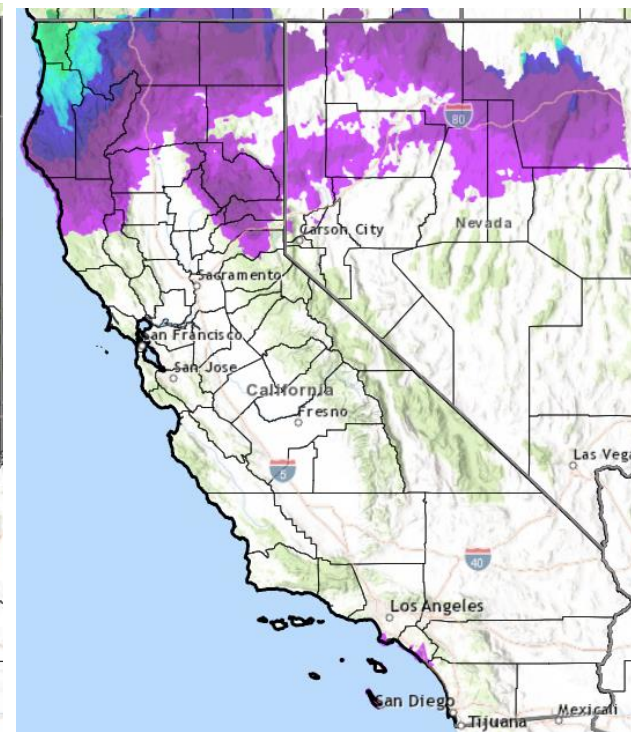 80
Carson City
Nevada
Sacramento
San Francisco
San Jose
California
Fresno
5
Las Vega
40
Los Angeles
San Diego
Mexicali
Tijuana